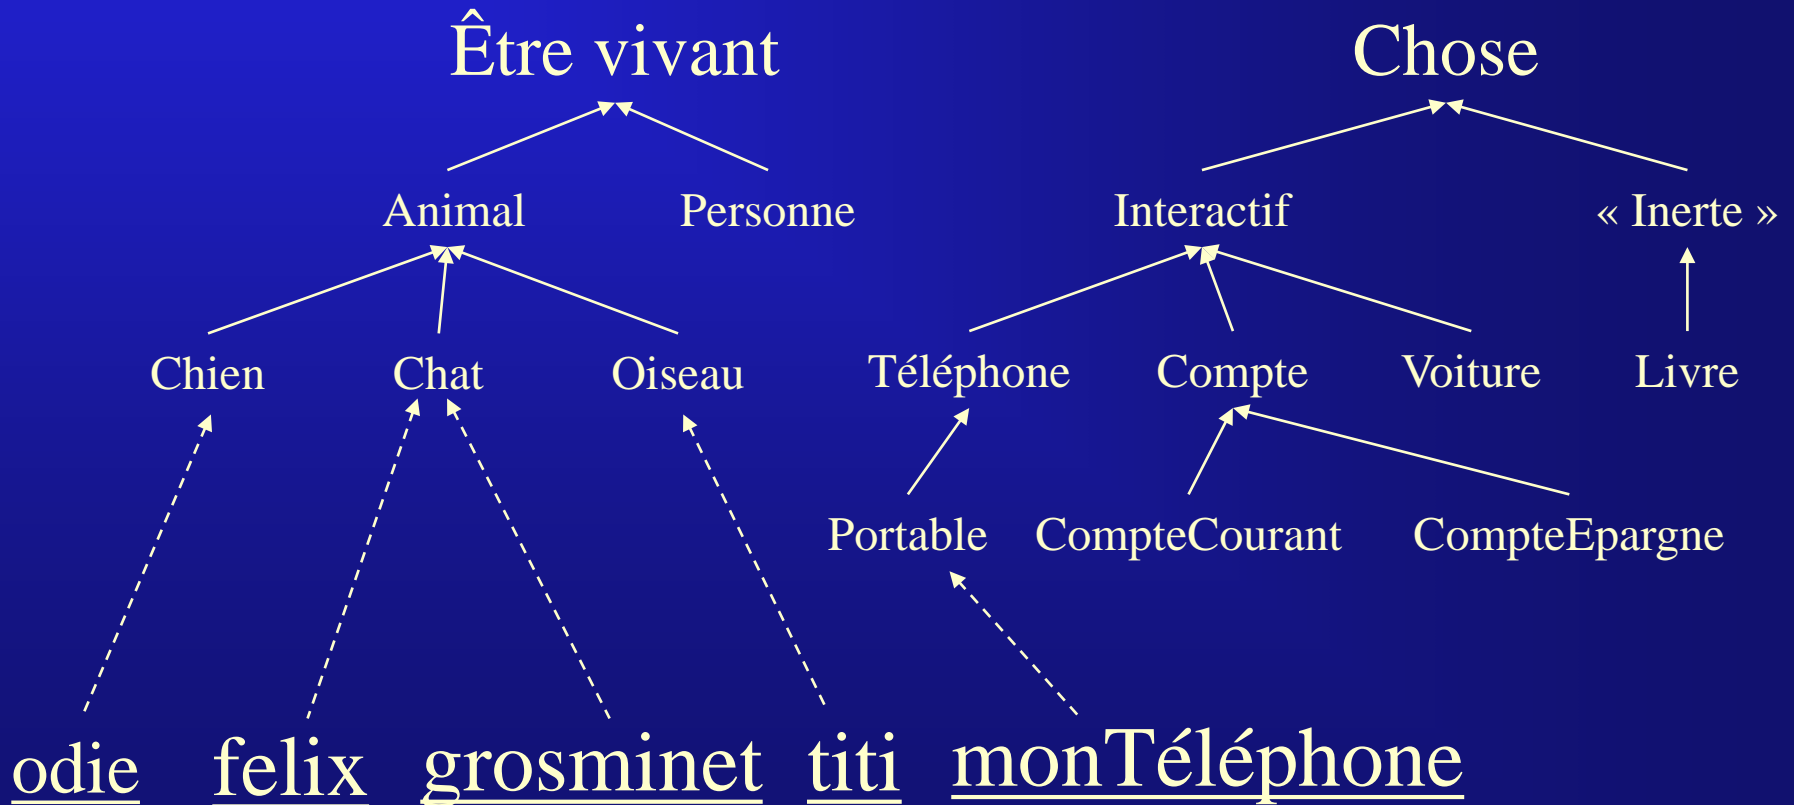 Être vivant Chose
Animal Personne Interactif « Inerte »
Chien Chat Oiseau Téléphone Compte Voiture Livre
Portable CompteCourant CompteEpargne
odie felix grosminet titi monTéléphone